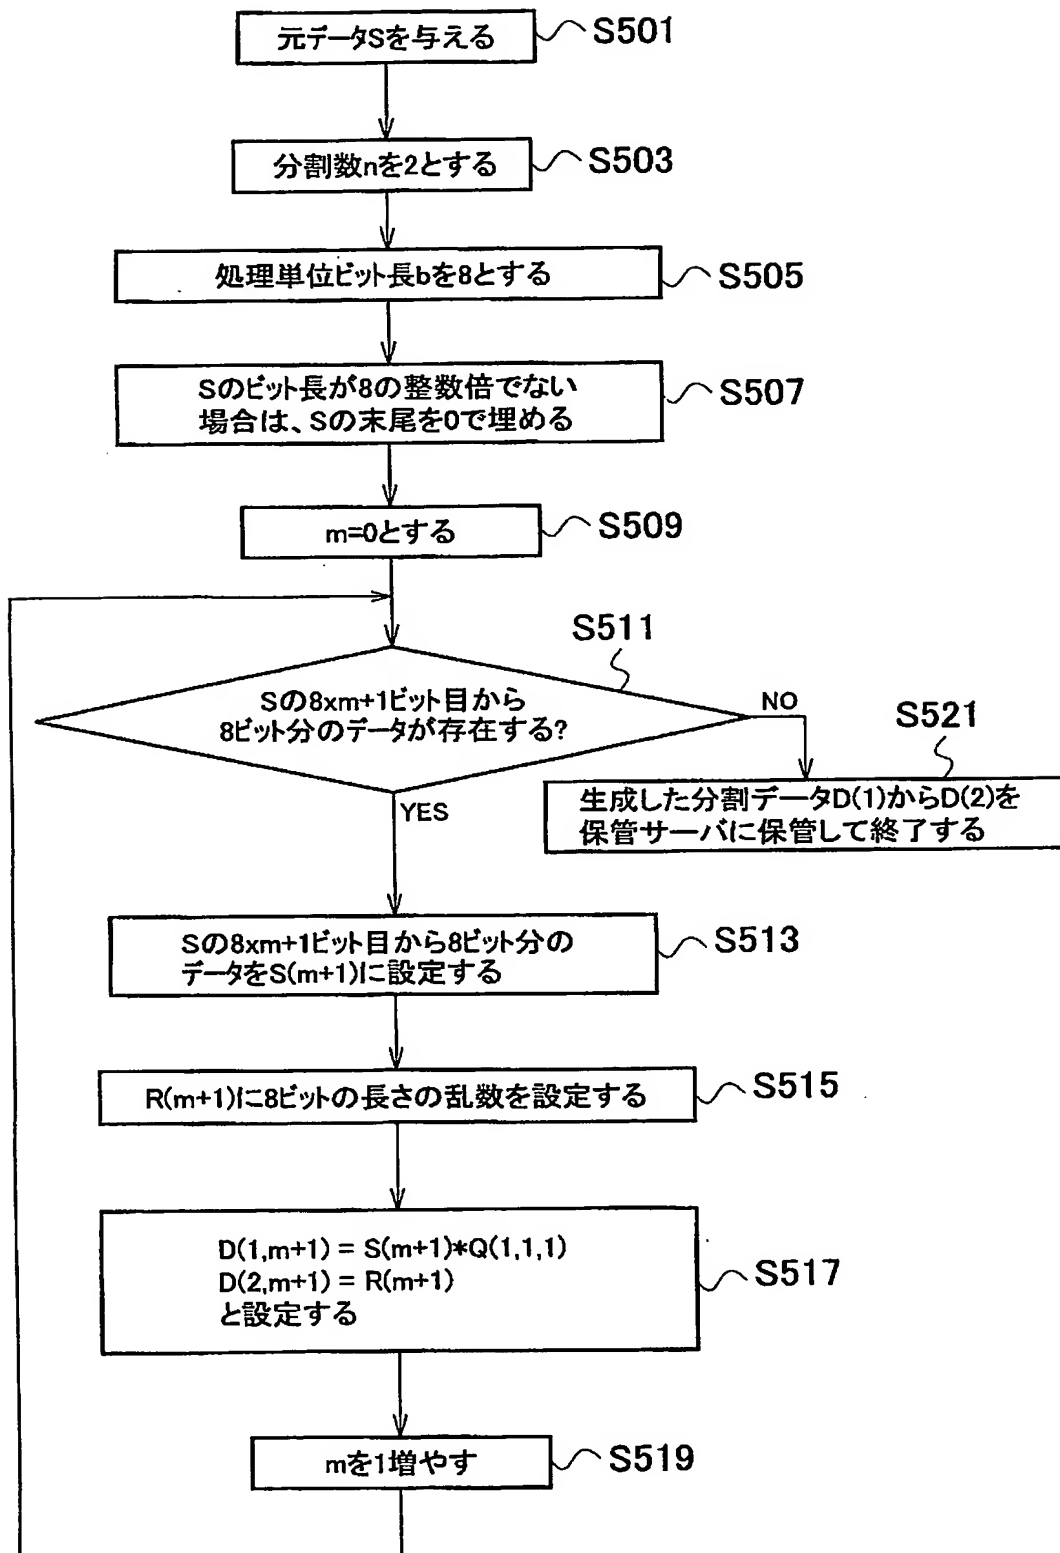 元データSを与える
S501
分割数nを2とする
S503
処理単位ビット長bを8とする
S505
Sのビット長が8の整数倍でない
場合は、Sの末尾を0で埋める
S507
m=0とする
S509
S511
Sの8xm+1ビット目から
8ビット分のデータが存在する?
NO
YES
S521
生成した分割データD(1)からD(2)を
保管サーバに保管して終了する
Sの8xm+1ビット目から8ビット分の
データをS(m+1)に設定する
S513
R(m+1)に8ビットの長さの乱数を設定する
S515
D(1,m+1) = S(m+1)*Q(1,1,1)
D(2,m+1) = R(m+1)
と設定する
S517
mを1増やす
S519